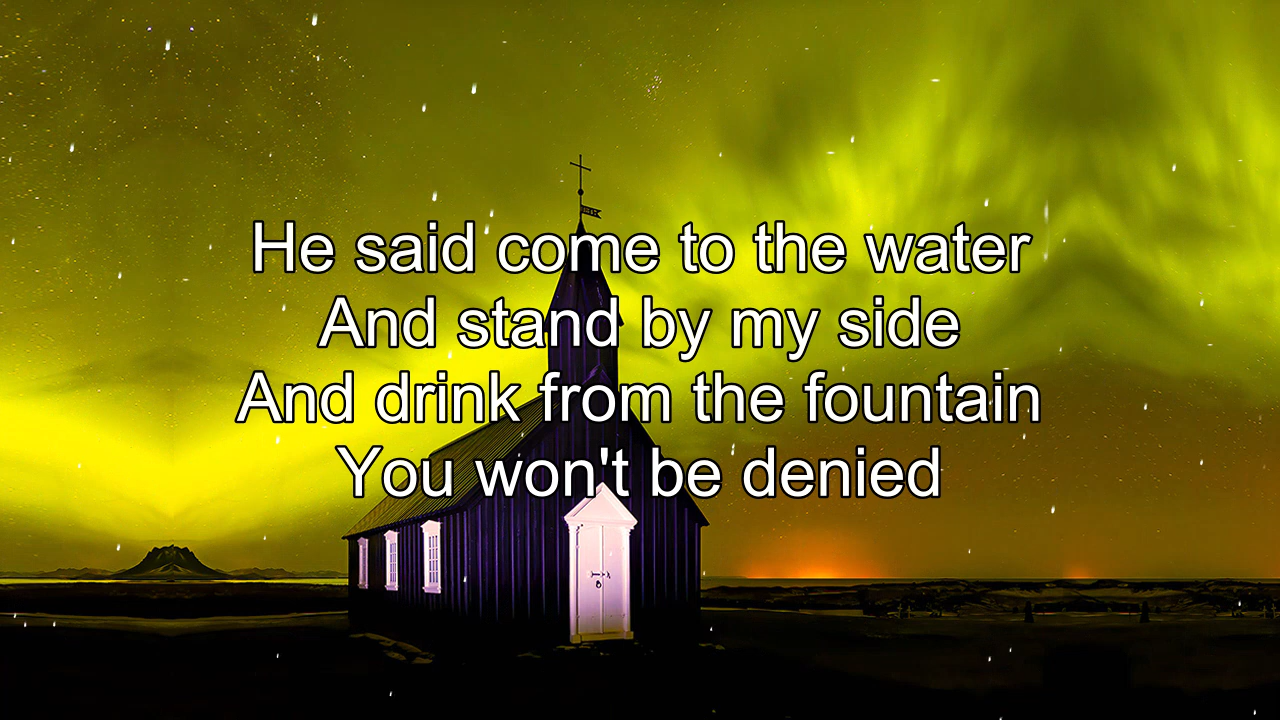 He said come to the water
And stand by my side
And drink from the fountain
You won't be denied